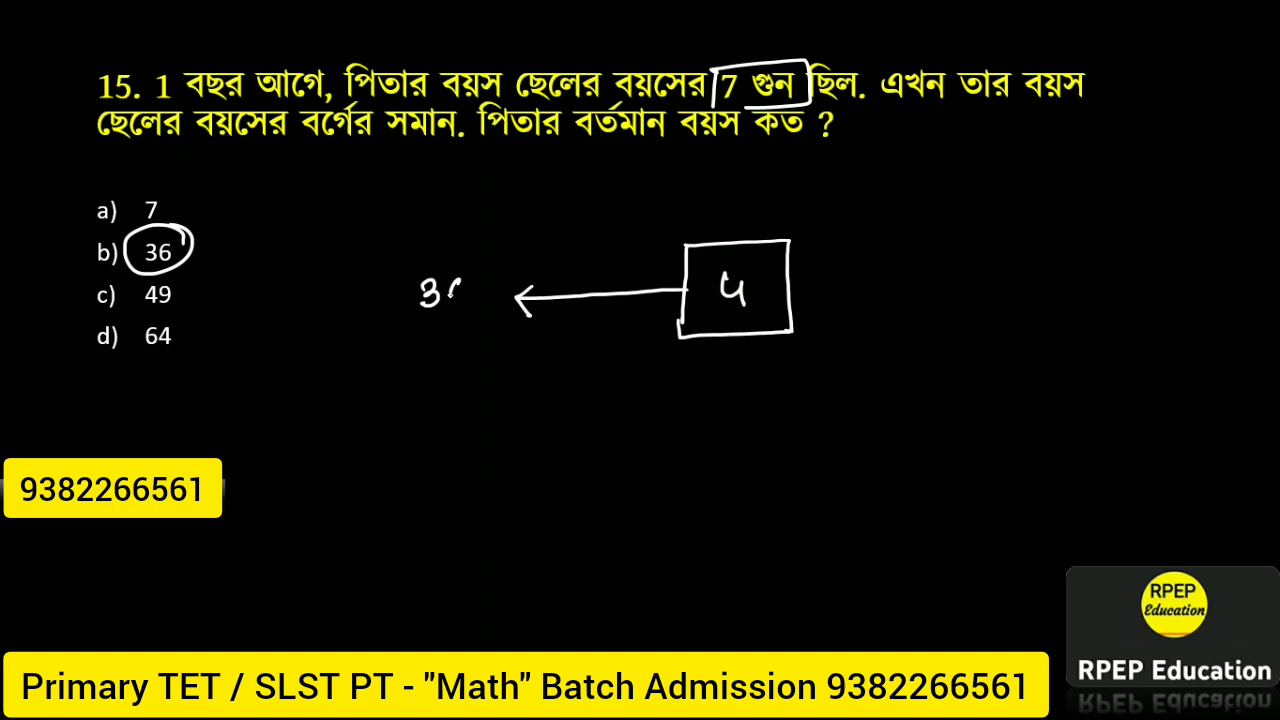 15. 1 বছর আগে, পিতার বয়স ছেলের বয়সের 7 গুন ছিল. এখন তার বয়স
ছেলের বয়সের বর্গের সমান. পিতার বর্তমান বয়স কত ?
a) 7
b) 36
c) 49
d) 64
9382266561
RPEP
Education
RPEP Education
Primary TET / SLST PT - "Math" Batch Admission 9382266561